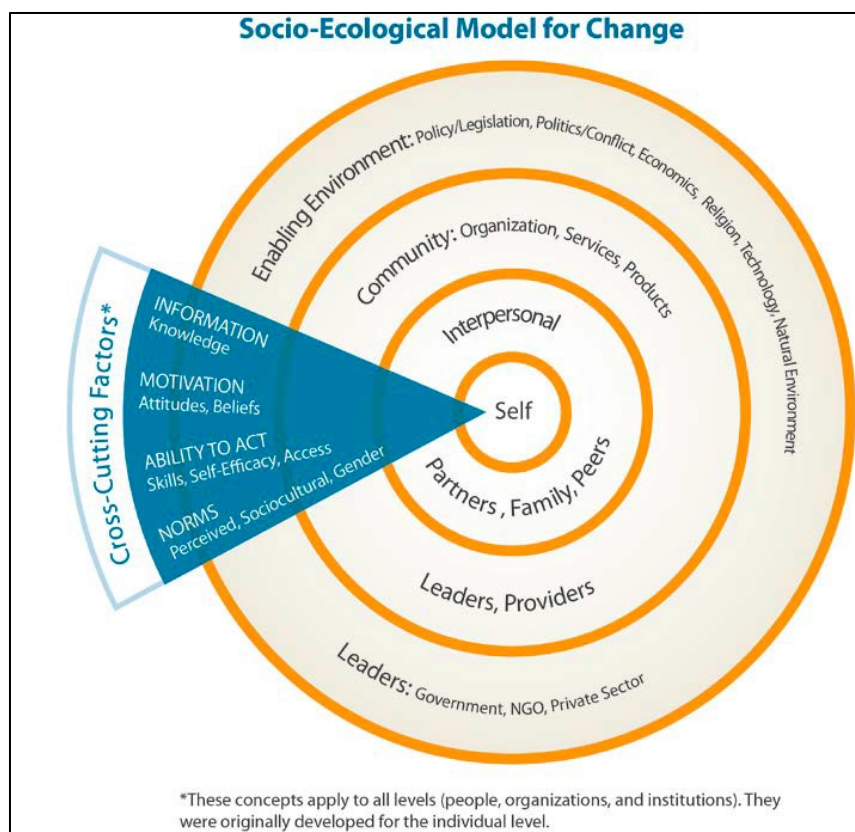 Socio-Ecological Model for Change
Enabling Environment: Policy/Legislation, Politics/Conflict, Economics, Religion, Technology, Natural Environment
Community: Organization, Services, Products
Interpersonal
Self
Partners , Family, Peers
Leaders, Providers
Leaders: Government, NGO, Private Sector
Cross-Cutting Factors*
INFORMATION
Knowledge
MOTIVATION
Attitudes, Beliefs
ABILITY TO ACT
Skills, Self-Efficacy, Access
NORMS
Perceived, Sociocultural, Gender
*These concepts apply to all levels (people, organizations, and institutions). They
were originally developed for the individual level.